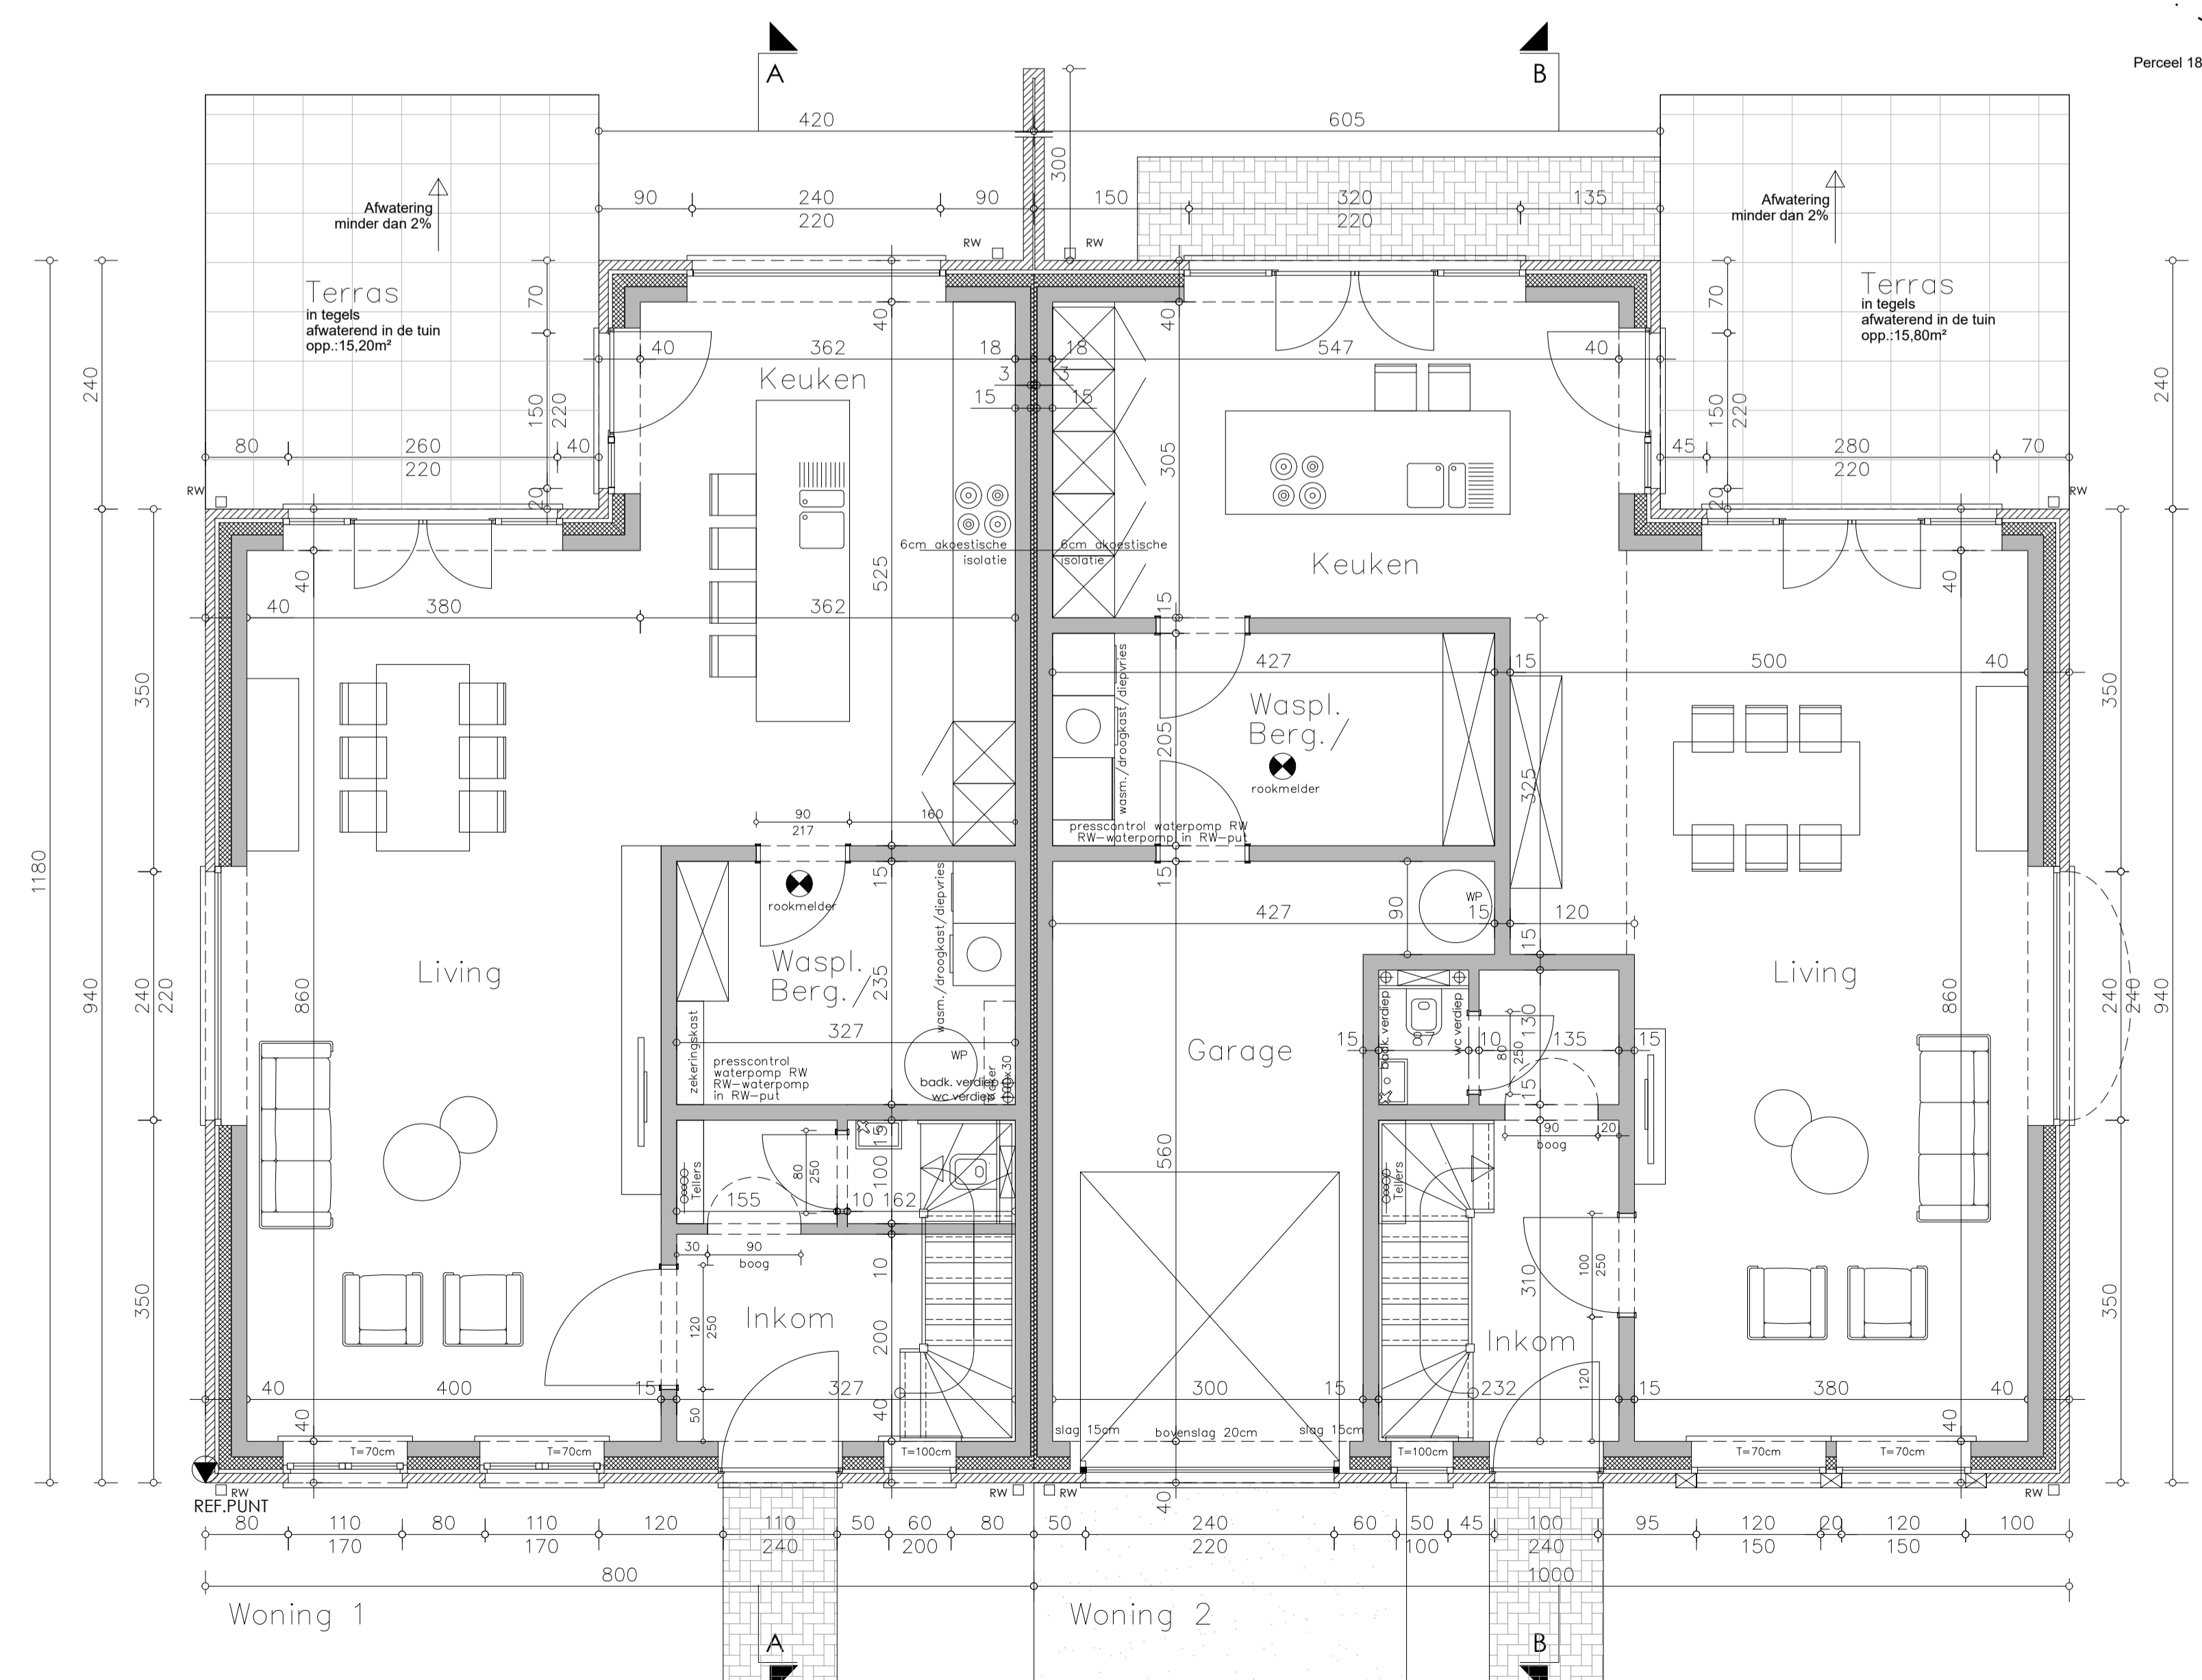 Perceel 18
A
B
420
605
300
90
240
220
90
150
320
220
135
Afwatering
minder dan 2%
Afwatering
minder dan 2%
RW
RW
Terras
in tegels
afwaterend in de tuin
opp.:15,20m²
Terras
in tegels
afwaterend in de tuin
opp.:15,80m²
70
40
40
70
240
240
40
362
18
18
547
40
Keuken
3
3
15
15
150
220
150
220
305
80
260
220
40
45
280
220
70
20
20
RW
RW
6cm akoestische
isolatie
6cm akoestische
isolatie
Keuken
525
40
40
40
380
362
15
427
15
500
40
350
350
wasm./droogkast/diepvries
Waspl.
Berg./
rookmelder
205
325
90
217
160
presscontrol waterpomp RW
RW-waterpomp in RW-put
1180
15
15
rookmelder
wasm./droogkast/diepvries
WP
90
427
15
120
15
Living
Waspl.
Berg./
235
Living
940
240
220
860
860
240
240
940
327
zekeringskast
presscontrol
waterpomp RW
RW-waterpomp
in RW-put
WP
badk. verdiep
wc verdiep
Garage
badk. verdiep
wc verdiep
15
87
10
130
135
15
80
250
15
90
20
boog
560
Tellers
80
250
15
100
155
10
162
Tellers
30
90
boog
10
350
350
120
250
Inkom
200
310
100
250
Inkom
120
40
400
15
327
300
15
232
15
380
40
50
40
40
40
T=70cm
T=70cm
T=100cm
slag 15cm
bovenslag 20cm
slag 15cm
T=100cm
T=70cm
T=70cm
40
RW
RW
RW
RW
REF.PUNT
80
110
80
110
120
110
50
60
80
50
240
60
50
45
100
95
120
20
120
100
170
170
240
200
220
100
240
150
150
800
1000
Woning 1
Woning 2
A
B